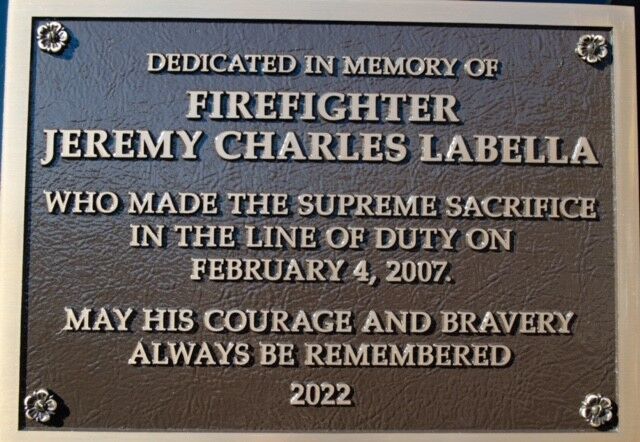 DEDICATED IN MEMORY OF
FIREFIGHTER
JEREMY CHARLES LABELLA
WHO MADE THE SUPREME SACRIFICE
IN THE LINE OF DUTY ON
FEBRUARY 4, 2007.
MAY HIS COURAGE AND BRAVERY
ALWAYS BE REMEMBERED
2022